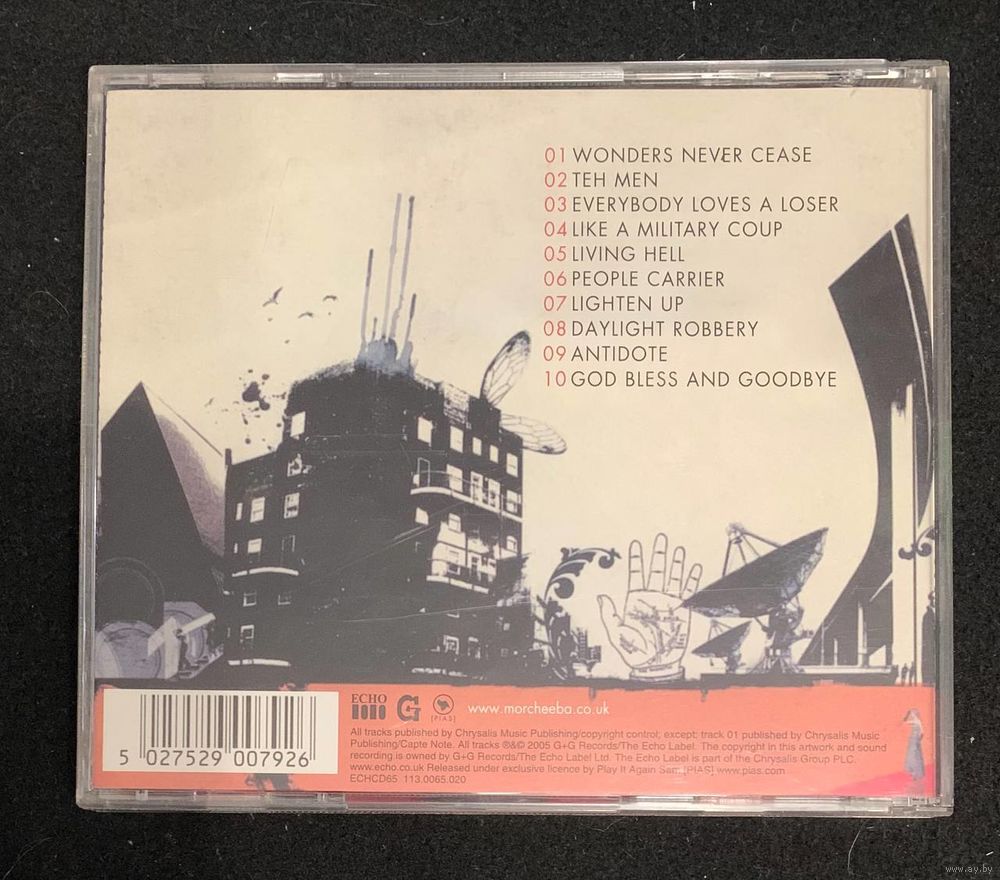 01 WONDERS NEVER CEASE
02 TEH MEN
03 EVERYBODY LOVES A LOSER
04 LIKE A MILITARY COUP
05 LIVING HELL
06 PEOPLE CARRIER
07 LIGHTEN UP
08 DAYLIGHT ROBBERY
09 ANTIDOTE
10 GOD BLESS AND GOODBYE
ECHO
G
[PIAS]
www.morcheeba.co.uk
All tracks published by Chrysalis Music Publishing/copyright control; except: track 01 published by Chrysalis Music
Publishing/Capte Note. All tracks ®&© 2005 G+G Records/The Echo Label. The copyright in this artwork and sound
recording is owned by G+G Records/The Echo Label Ltd. The Echo Label is part of the Chrysalis Group PLC.
www.echo.co.uk Released under exclusive licence by Play It Again Sam [PIAS] www.pias.com
ECHCD65 113.0065.020
5 027529 007926
www.ay.by